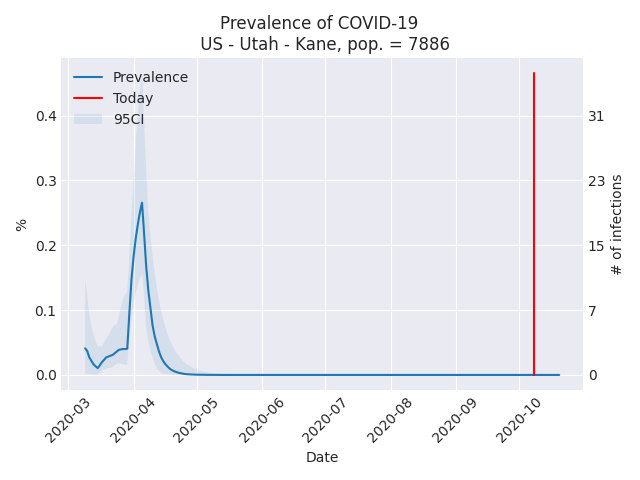 Prevalence of COVID-19
US - Utah - Kane, pop. = 7886
Prevalence
Today
95CI
%
0.4
0.3
0.2
0.1
0.0
31
23
15
7
0
# of infections
2020-03
2020-04
2020-05
2020-06
2020-07
2020-08
2020-09
2020-10
Date